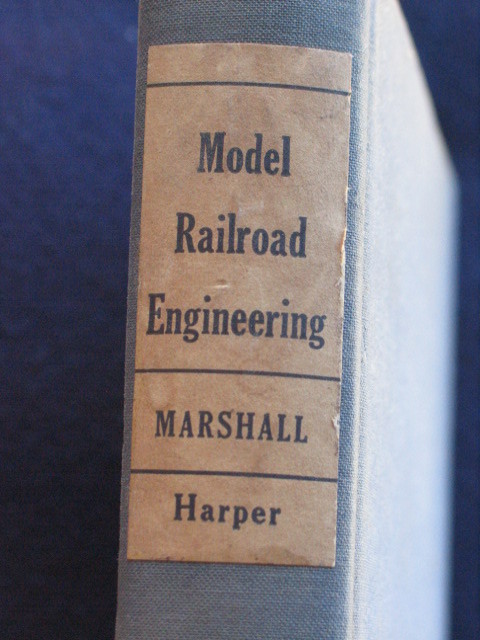 Model
Railroad
Engineering
MARSHALL
Harper